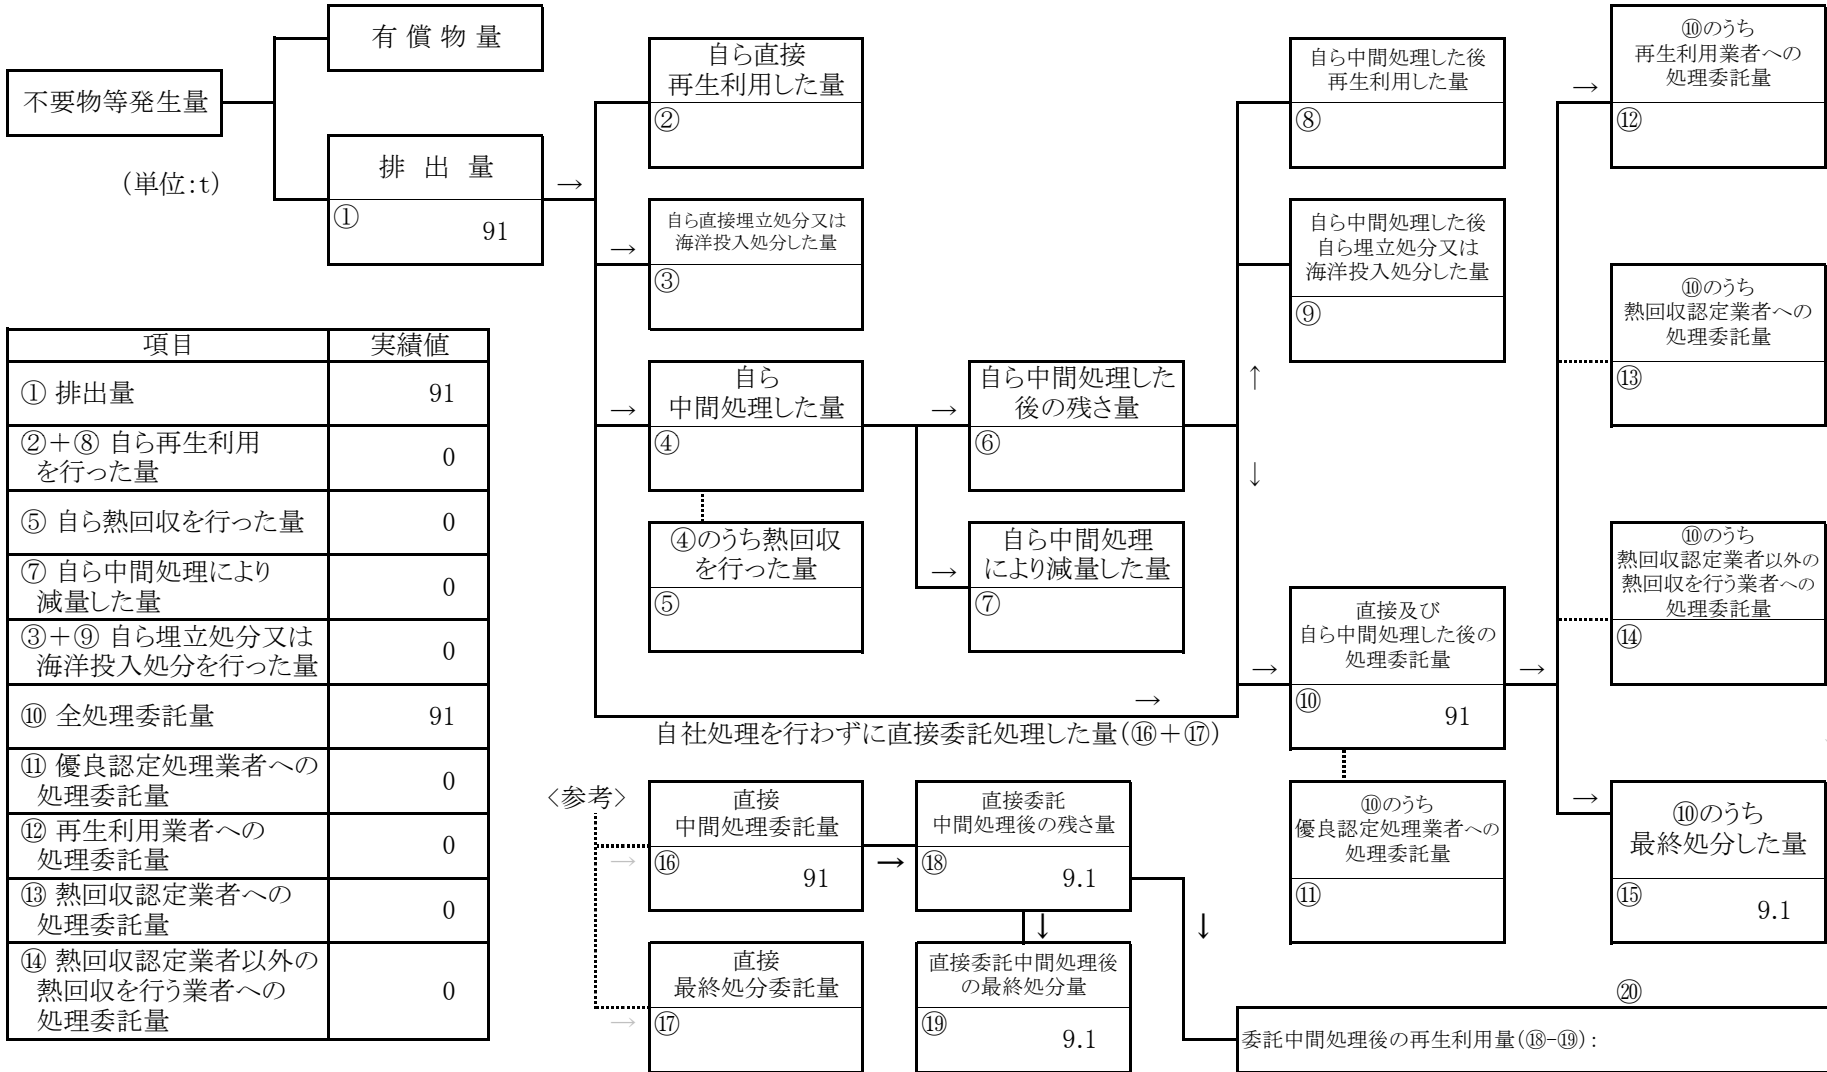 有 償 物 量
不要物等発生量
(単位:t)
排 出 量
①
91
→
自ら直接
再生利用した量
②
→
自ら直接埋立処分又は
海洋投入処分した量
③
→
自ら
中間処理した量
④
④のうち熱回収
を行った量
⑤
→
自ら中間処理した
後の残さ量
⑥
→
自ら中間処理
により減量した量
⑦
↑
↓
自ら中間処理した後
再生利用した量
⑧
自ら中間処理した後
自ら埋立処分又は
海洋投入処分した量
⑨
→
自社処理を行わずに直接委託処理した量(⑯+⑰)
→
直接及び
自ら中間処理した後の
処理委託量
⑩
91
⑩のうち
優良認定処理業者への
処理委託量
⑪
→
→
⑩のうち
再生利用業者への
処理委託量
⑫
⑩のうち
熱回収認定業者への
処理委託量
⑬
⑩のうち
熱回収認定業者以外の
熱回収を行う業者への
処理委託量
⑭
→
⑩のうち
最終処分した量
⑮
9.1
項目 実績値
① 排出量 91
②+⑧ 自ら再生利用
を行った量 0
⑤ 自ら熱回収を行った量 0
⑦ 自ら中間処理により
減量した量 0
③+⑨ 自ら埋立処分又は
海洋投入処分を行った量 0
⑩ 全処理委託量 91
⑪ 優良認定処理業者への
処理委託量 0
⑫ 再生利用業者への
処理委託量 0
⑬ 熱回収認定業者への
処理委託量 0
⑭ 熱回収認定業者以外の
熱回収を行う業者への
処理委託量 0
<参考>
→
直接
中間処理委託量
⑯
91
→
直接委託
中間処理後の残さ量
⑱
9.1
↓
↓
→
直接
最終処分委託量
⑰
直接委託中間処理後
の最終処分量
⑲
9.1
⑳
委託中間処理後の再生利用量(⑱-⑲):